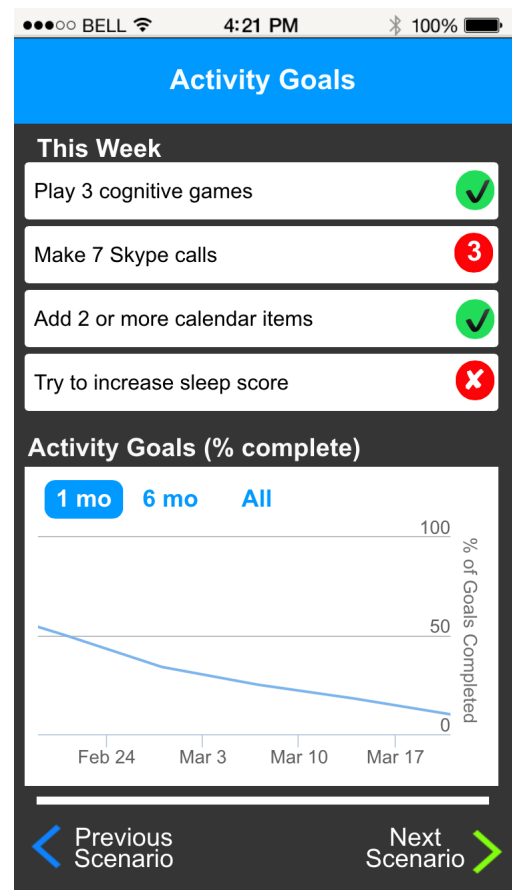 BELL 4:21 PM 100%
Activity Goals
This Week
Play 3 cognitive games
Make 7 Skype calls 3
Add 2 or more calendar items
Try to increase sleep score
Activity Goals (% complete)
1 mo 6 mo All
100
50
0
% of Goals Completed
Feb 24 Mar 3 Mar 10 Mar 17
Previous
Scenario
Next
Scenario